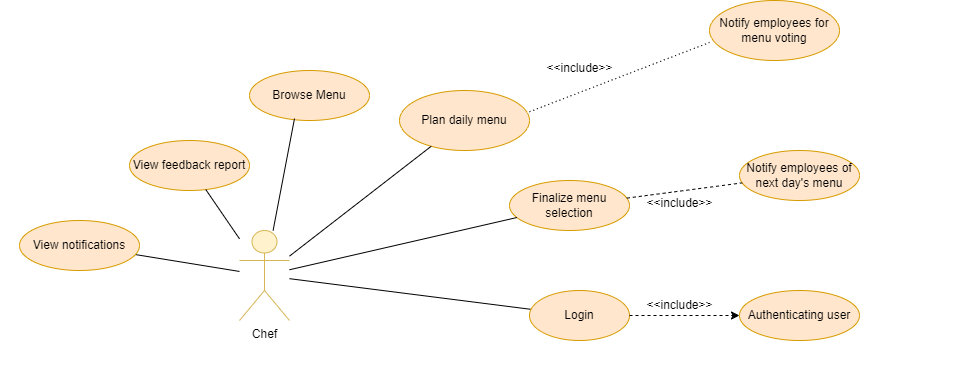 Notify employees for
menu voting
<<include>>
Browse Menu
Plan daily menu
View feedback report
Notify employees of
next day's menu
Finalize menu
selection
<<include>>
View notifications
<<include>>
Login
Authenticating user
Chef